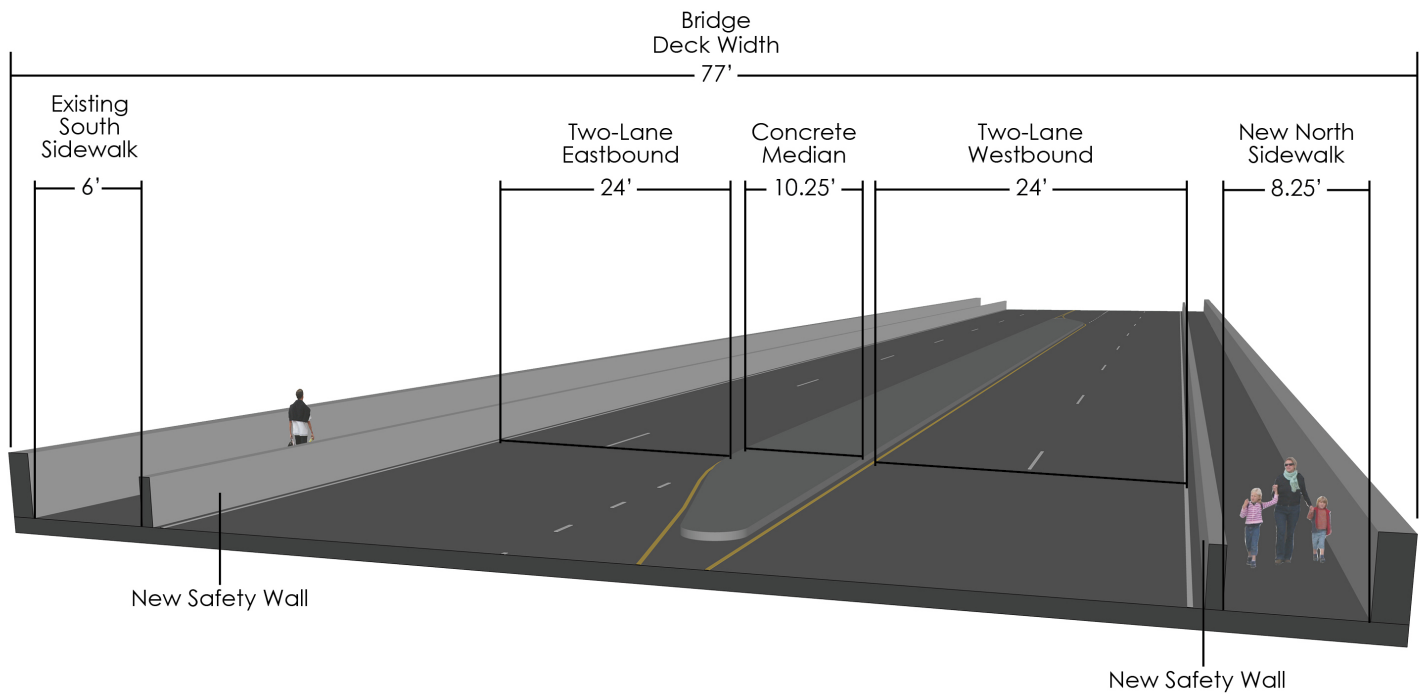 Bridge
Deck Width
77’
Existing
South
Sidewalk
6’
Two-Lane
Eastbound
24’
Concrete
Median
10.25’
Two-Lane
Westbound
24’
New North
Sidewalk
8.25’
New Safety Wall
New Safety Wall